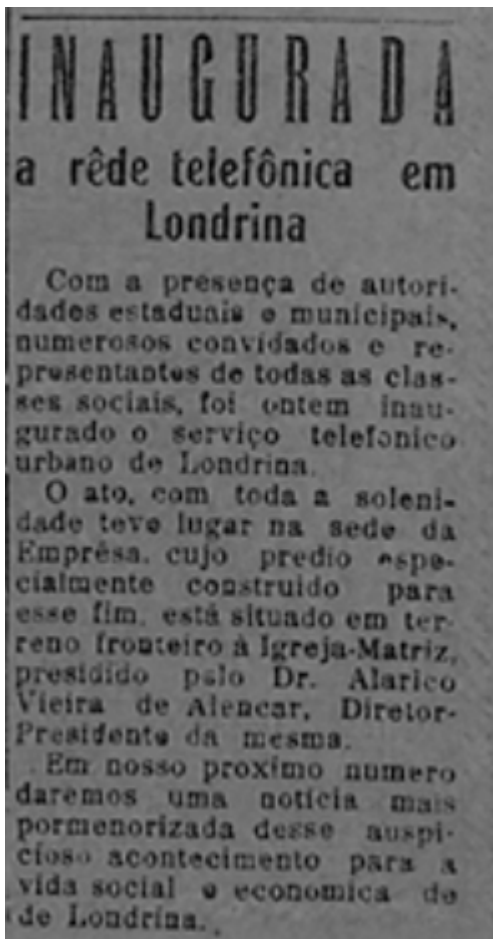 INAUGURADA
a rêde telefônica em
Londrina
Com a presença de autori-
dades estaduais e municipais,
numerosos convidados e re-
presentantes de todas as clas-
ses sociais, foi ontem inau-
gurado o serviço telefonico
urbano de Londrina.
O ato, com toda a soleni-
dade teve lugar na sede da
Emprêsa, cujo predio espe-
cialmente construido para
esse fim, está situado em ter-
reno fronteiro à Igreja-Matriz,
presidido palo Dr. Alarico
Vieira de Alencar, Diretor-
Presidente da mesma.
Em nosso proximo numero
daremos uma noticia mais
pormenorizada desse auspi-
cioso acontecimento para a
vida social e economica de
de Londrina.